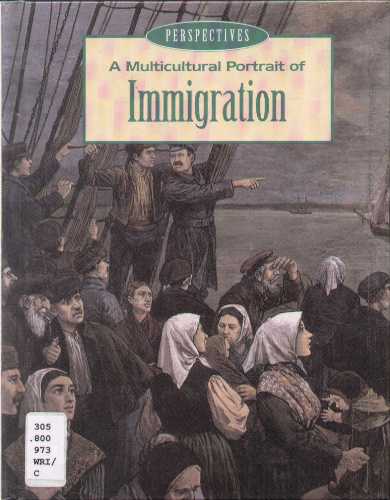 PERSPECTIVES
A Multicultural Portrait of
Immigration
305
.800
973
WRI/
C